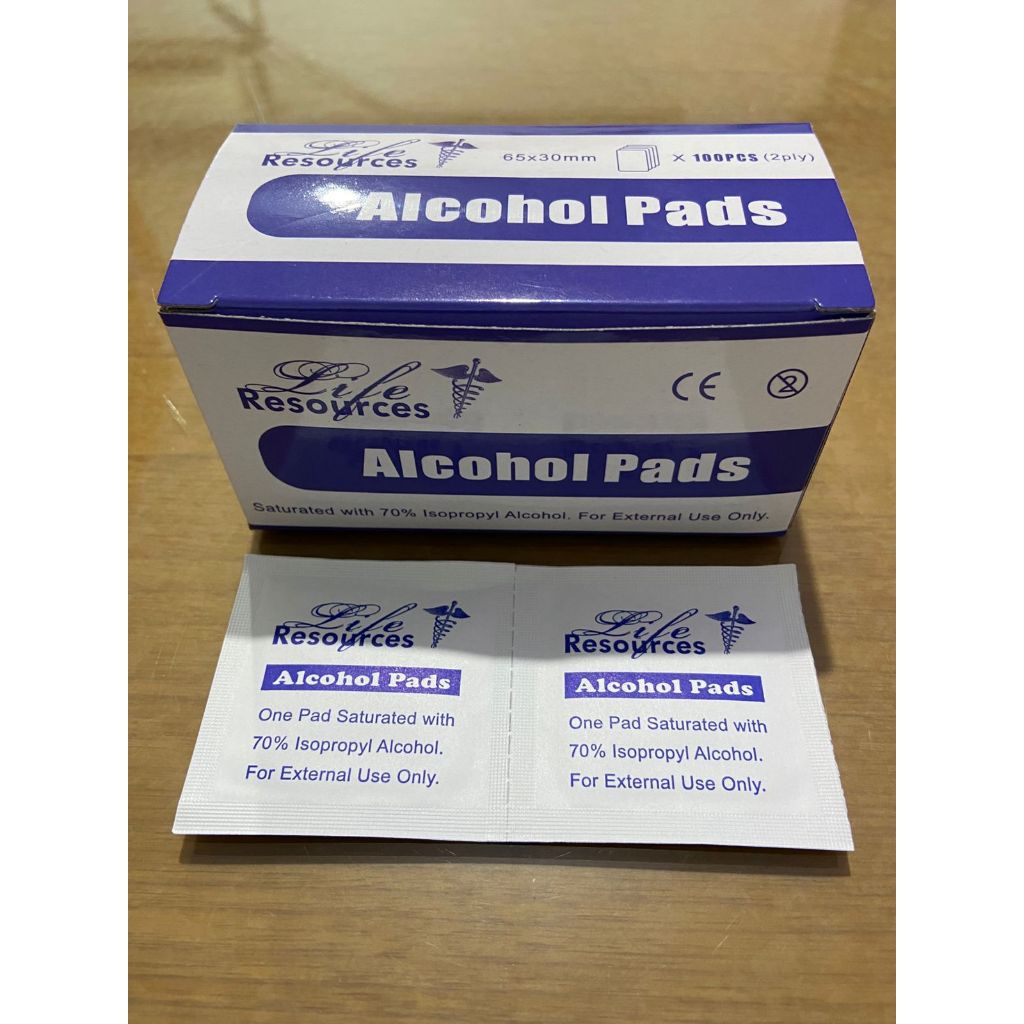 Life
Resources
65x30mm X 100PCS (2ply)
Alcohol Pads
Life
Resources
CE
2
Alcohol Pads
Saturated with 70% Isopropyl Alcohol. For External Use Only.
Life
Resources
Alcohol Pads
One Pad Saturated with
70% Isopropyl Alcohol.
For External Use Only.
Life
Resources
Alcohol Pads
One Pad Saturated with
70% Isopropyl Alcohol.
For External Use Only.